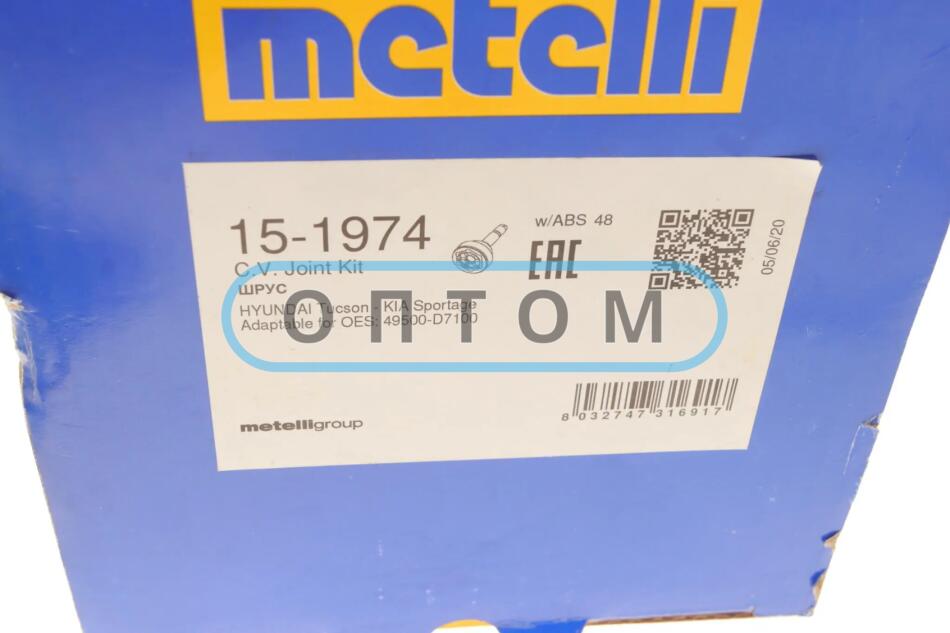 metelli
15-1974
w/ABS 48
EAC
05/06/20
C.V. Joint Kit
ШРУС
HYUNDAI Tucson - KIA Sportage
Adaptable for OES: 49500-D7100
ОПТОМ
8 032747 316917
metelligroup